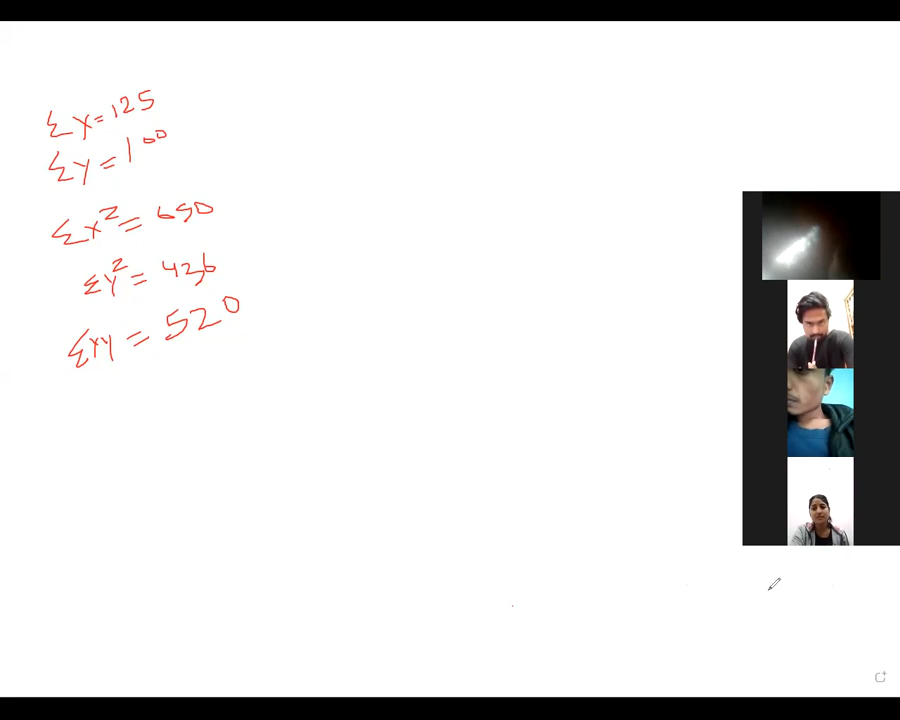 Σx = 125
Σy = 100
Σx² = 650
Σy² = 436
Σxy = 520